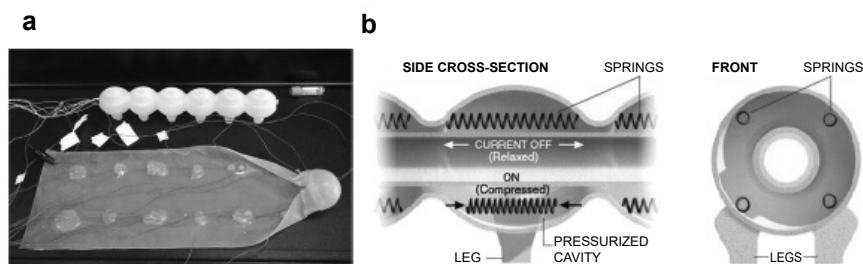 a
b
SIDE CROSS-SECTION
SPRINGS
FRONT
SPRINGS
CURRENT OFF
(Relaxed)
ON
(Compressed)
LEG
PRESSURIZED
CAVITY
LEGS